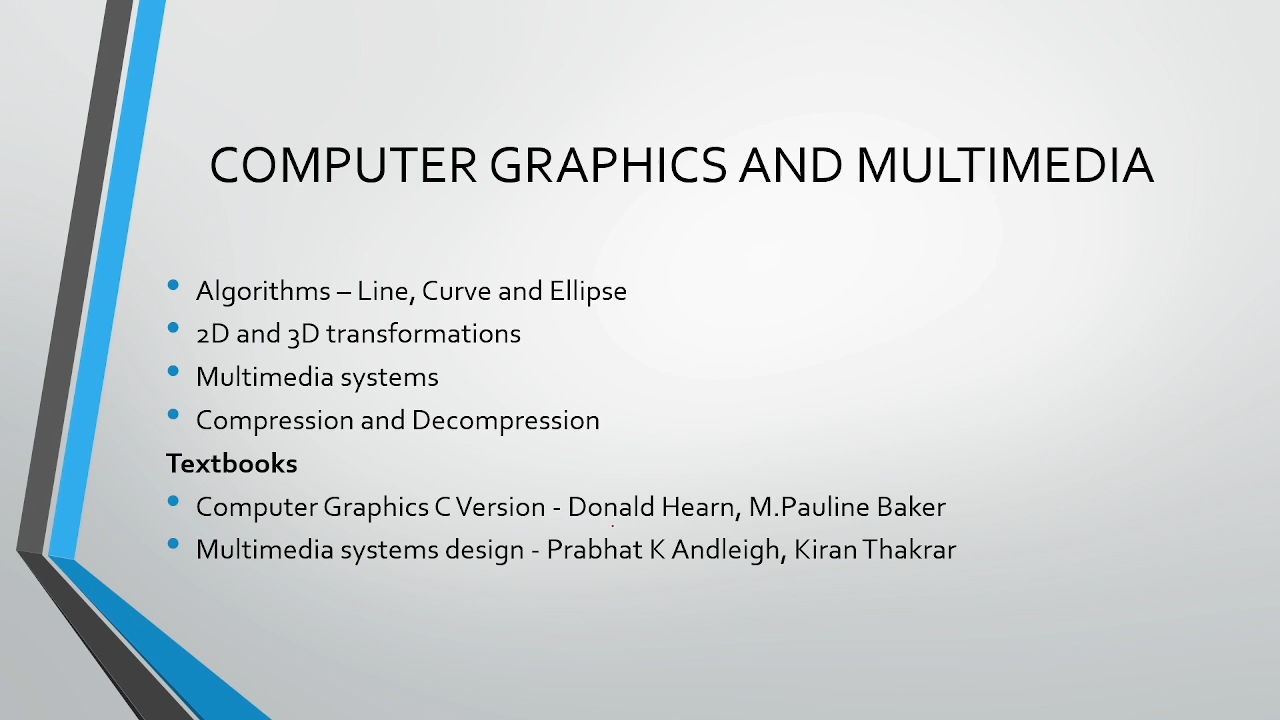 COMPUTER GRAPHICS AND MULTIMEDIA
• Algorithms – Line, Curve and Ellipse
• 2D and 3D transformations
• Multimedia systems
• Compression and Decompression
Textbooks
• Computer Graphics C Version - Donald Hearn, M.Pauline Baker
• Multimedia systems design - Prabhat K Andleigh, Kiran Thakrar